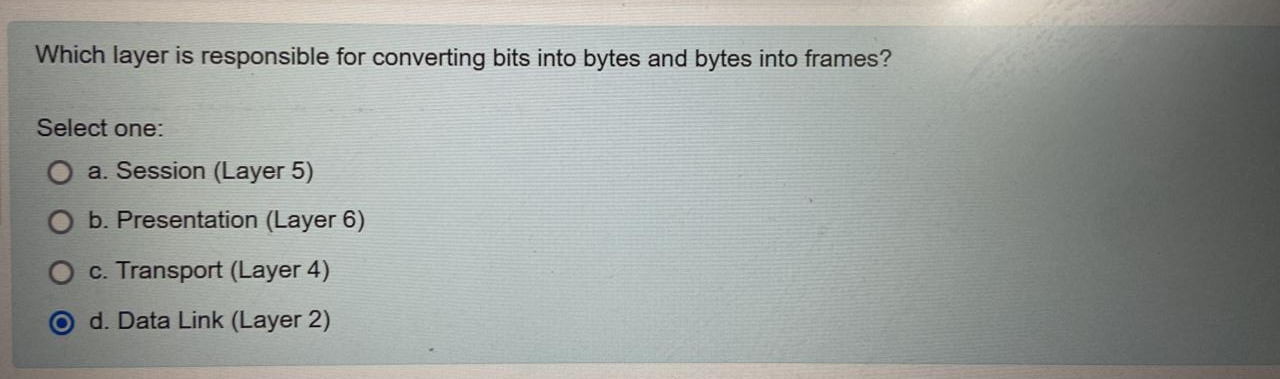 Which layer is responsible for converting bits into bytes and bytes into frames?
Select one:
a. Session (Layer 5)
b. Presentation (Layer 6)
c. Transport (Layer 4)
d. Data Link (Layer 2)